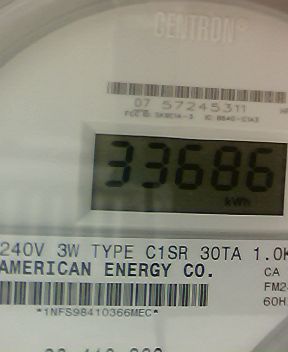 CENTRON®
07 57245311
33686
kWh
240V 3W TYPE C1SR 30TA 1.0K
AMERICAN ENERGY CO.
CA
FM2
60H
*1NFS98410366MEC*